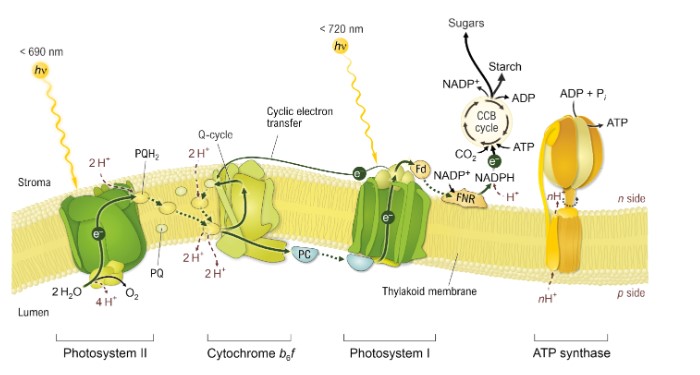 Sugars
< 720 nm
hν
< 690 nm
hν
Starch
NADP⁺
ADP
CCB
cycle
ADP + Pᵢ
ATP
Cyclic electron
transfer
Q-cycle
ATP
CO₂
e⁻
PQH₂
2 H⁺
2 H⁺
Stroma
e⁻
Fd
NADP⁺
NADPH
H⁺
FNR
nH⁺
n side
e⁻
e⁻
PC
PQ
2 H⁺
2 H⁺
2 H₂O
O₂
4 H⁺
Thylakoid membrane
nH⁺
p side
Lumen
Photosystem II
Cytochrome b₆f
Photosystem I
ATP synthase